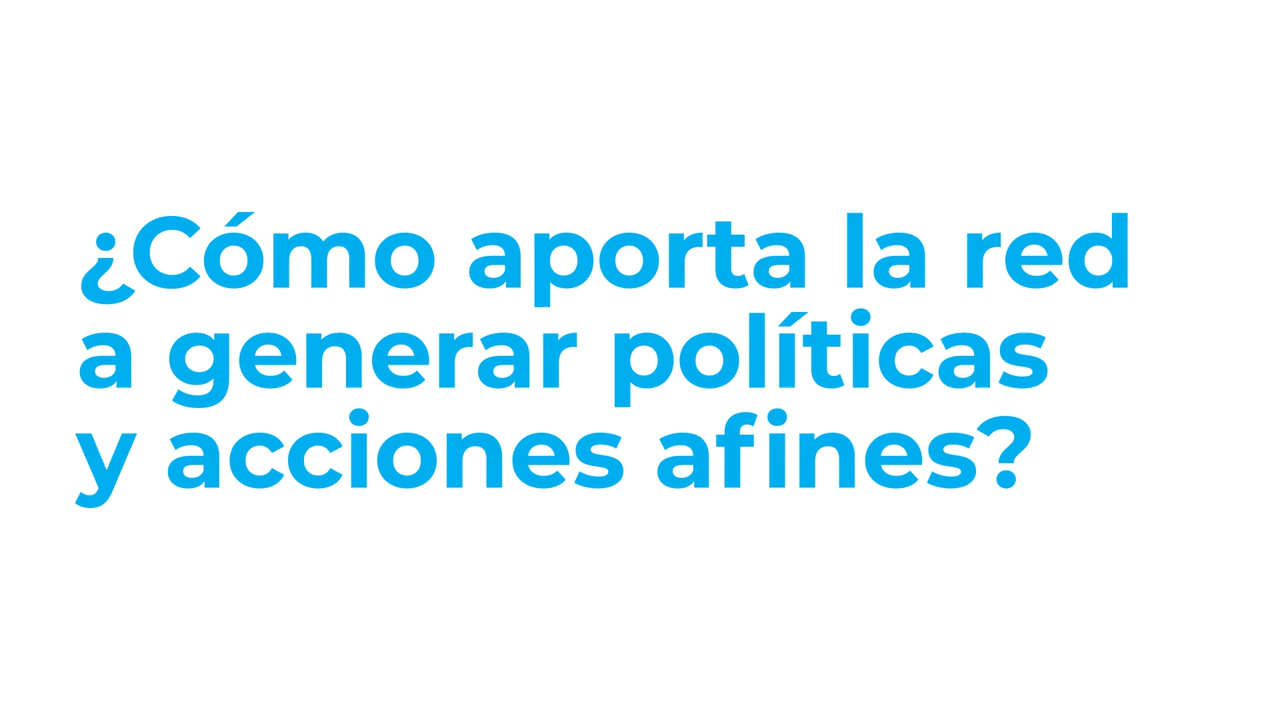 ¿Cómo aporta la red
a generar políticas
y acciones afines?